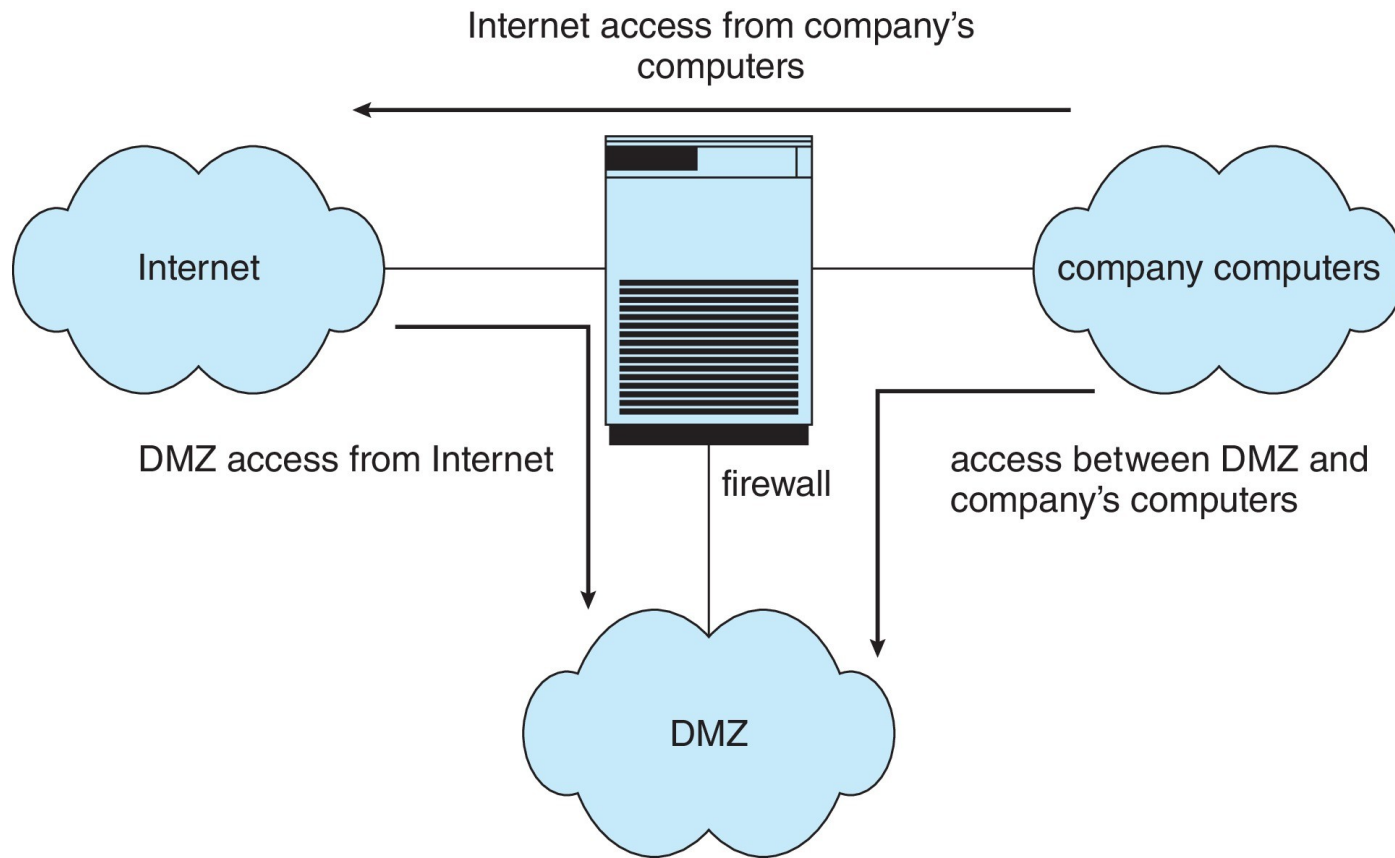 Internet access from company’s
computers
Internet
company computers
DMZ access from Internet
firewall
access between DMZ and
company’s computers
DMZ